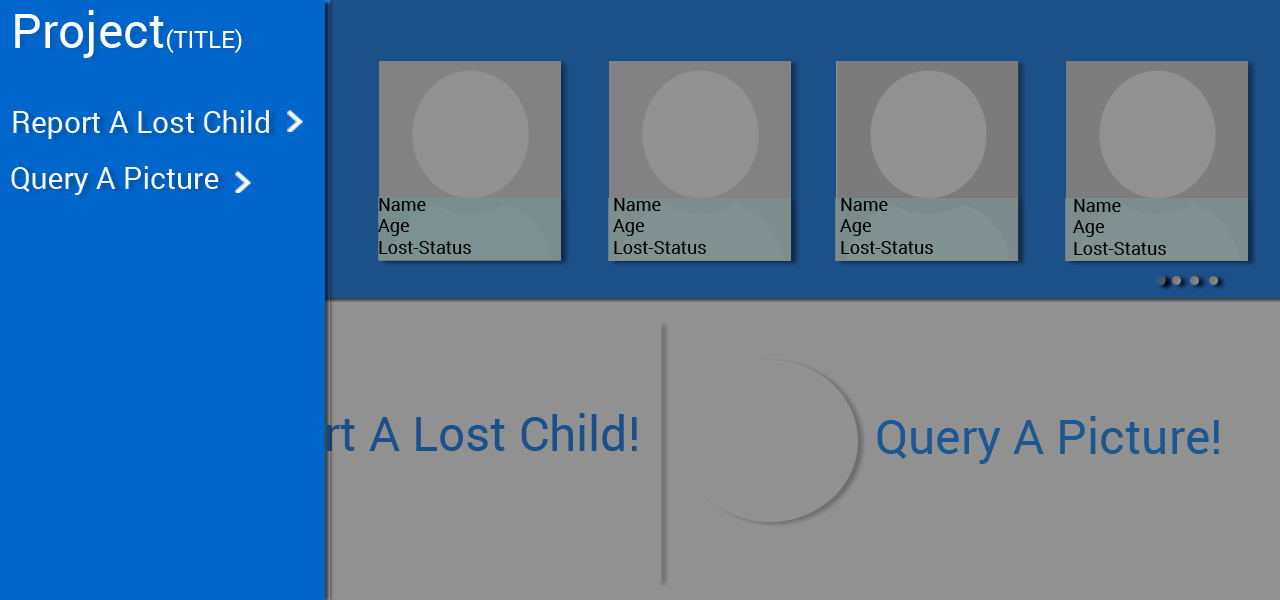 Project(TITLE)
Report A Lost Child
Query A Picture
Name
Age
Lost-Status
Name
Age
Lost-Status
Name
Age
Lost-Status
Name
Age
Lost-Status
rt A Lost Child!
Query A Picture!